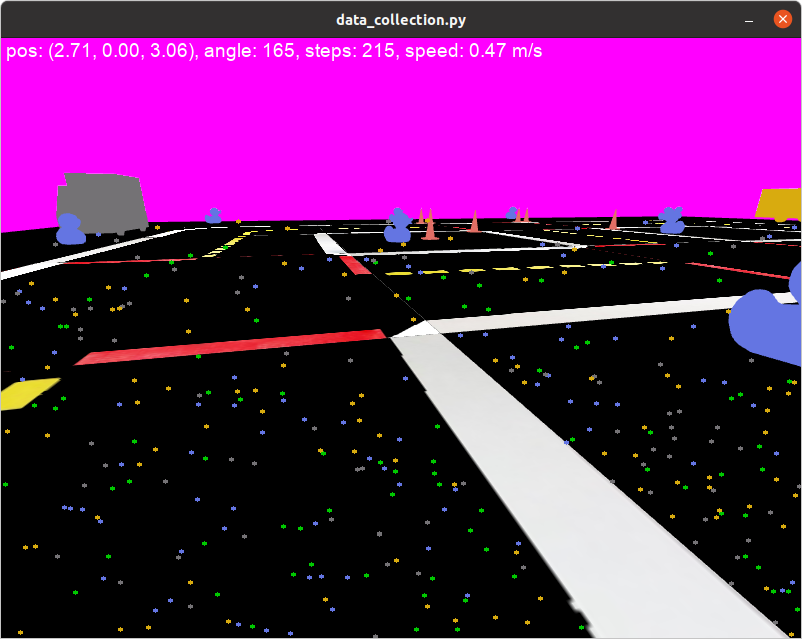 data_collection.py
pos: (2.71, 0.00, 3.06), angle: 165, steps: 215, speed: 0.47 m/s